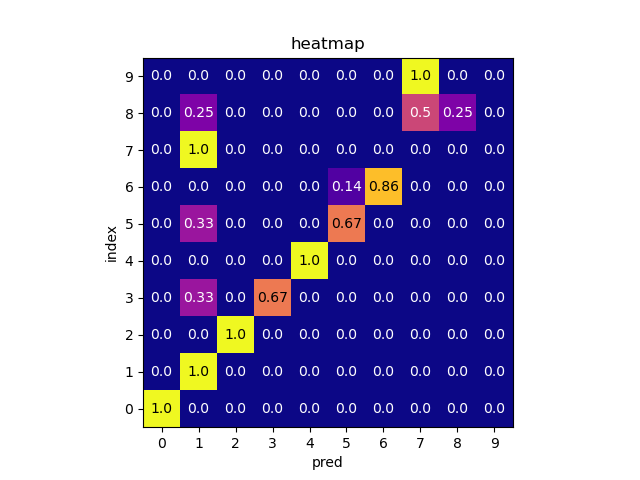 heatmap
9 0.0 0.0 0.0 0.0 0.0 0.0 0.0 1.0 0.0 0.0
8 0.0 0.25 0.0 0.0 0.0 0.0 0.0 0.5 0.25 0.0
7 0.0 1.0 0.0 0.0 0.0 0.0 0.0 0.0 0.0 0.0
6 0.0 0.0 0.0 0.0 0.0 0.14 0.86 0.0 0.0 0.0
5 0.0 0.33 0.0 0.0 0.0 0.67 0.0 0.0 0.0 0.0
index
4 0.0 0.0 0.0 0.0 1.0 0.0 0.0 0.0 0.0 0.0
3 0.0 0.33 0.0 0.67 0.0 0.0 0.0 0.0 0.0 0.0
2 0.0 0.0 1.0 0.0 0.0 0.0 0.0 0.0 0.0 0.0
1 0.0 1.0 0.0 0.0 0.0 0.0 0.0 0.0 0.0 0.0
0 1.0 0.0 0.0 0.0 0.0 0.0 0.0 0.0 0.0 0.0
0 1 2 3 4 5 6 7 8 9
pred